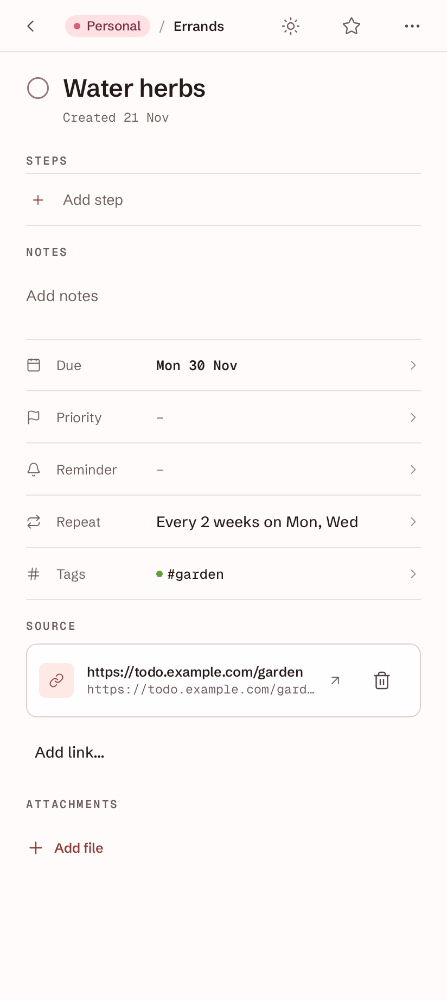 Personal / Errands
Water herbs
Created 21 Nov
STEPS
+ Add step
NOTES
Add notes
Due Mon 30 Nov
Priority –
Reminder –
Repeat Every 2 weeks on Mon, Wed
Tags #garden
SOURCE
https://todo.example.com/garden
https://todo.example.com/gard…
Add link…
ATTACHMENTS
+ Add file